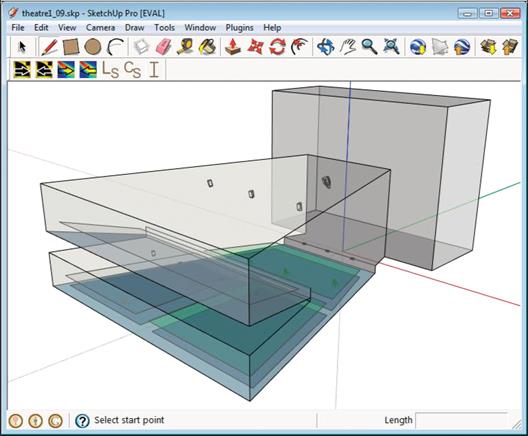 theatre1_09.skp - SketchUp Pro [EVAL]
File Edit View Camera Draw Tools Window Plugins Help
LS CS I
Select start point Length